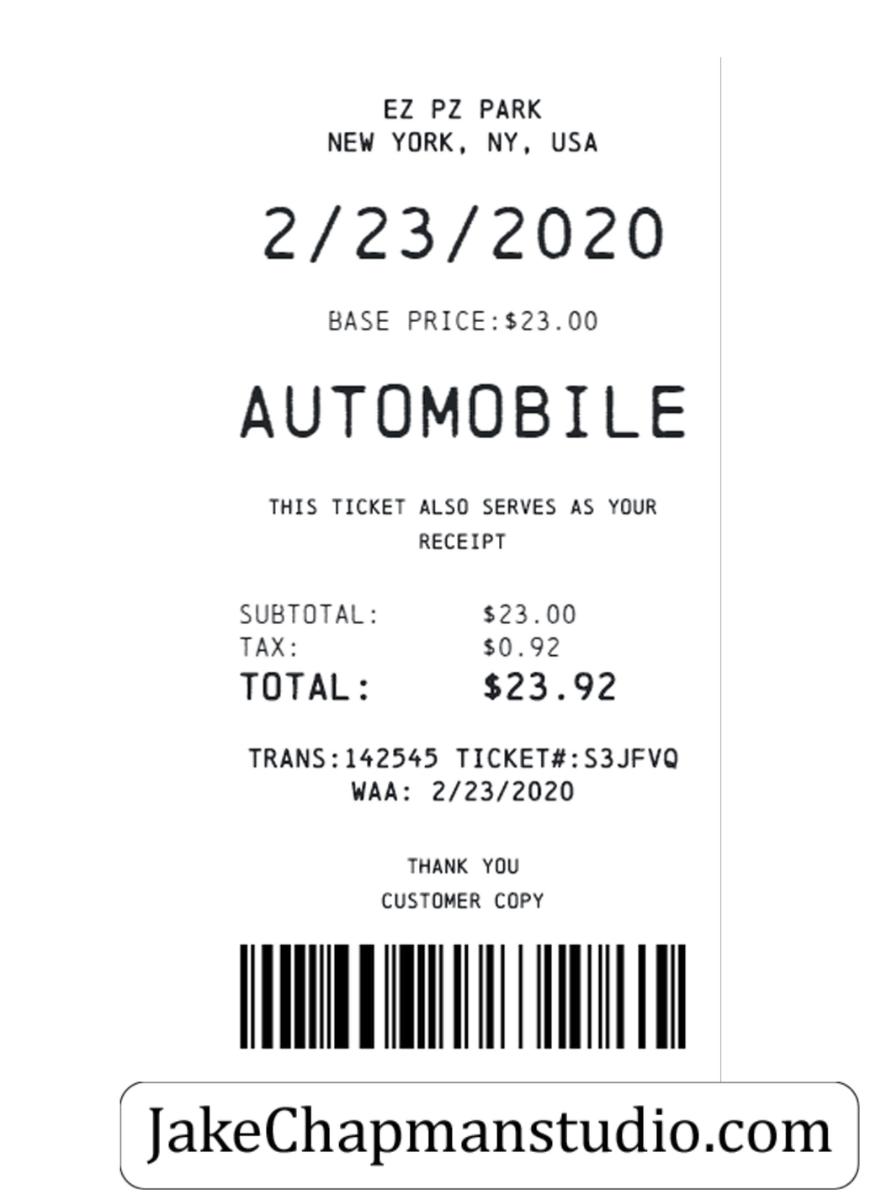 EZ PZ PARK
NEW YORK, NY, USA
2/23/2020
BASE PRICE:$23.00
AUTOMOBILE
THIS TICKET ALSO SERVES AS YOUR
RECEIPT
SUBTOTAL: $23.00
TAX: $0.92
TOTAL: $23.92
TRANS:142545 TICKET#:S3JFVQ
WAA: 2/23/2020
THANK YOU
CUSTOMER COPY
JakeChapmanstudio.com